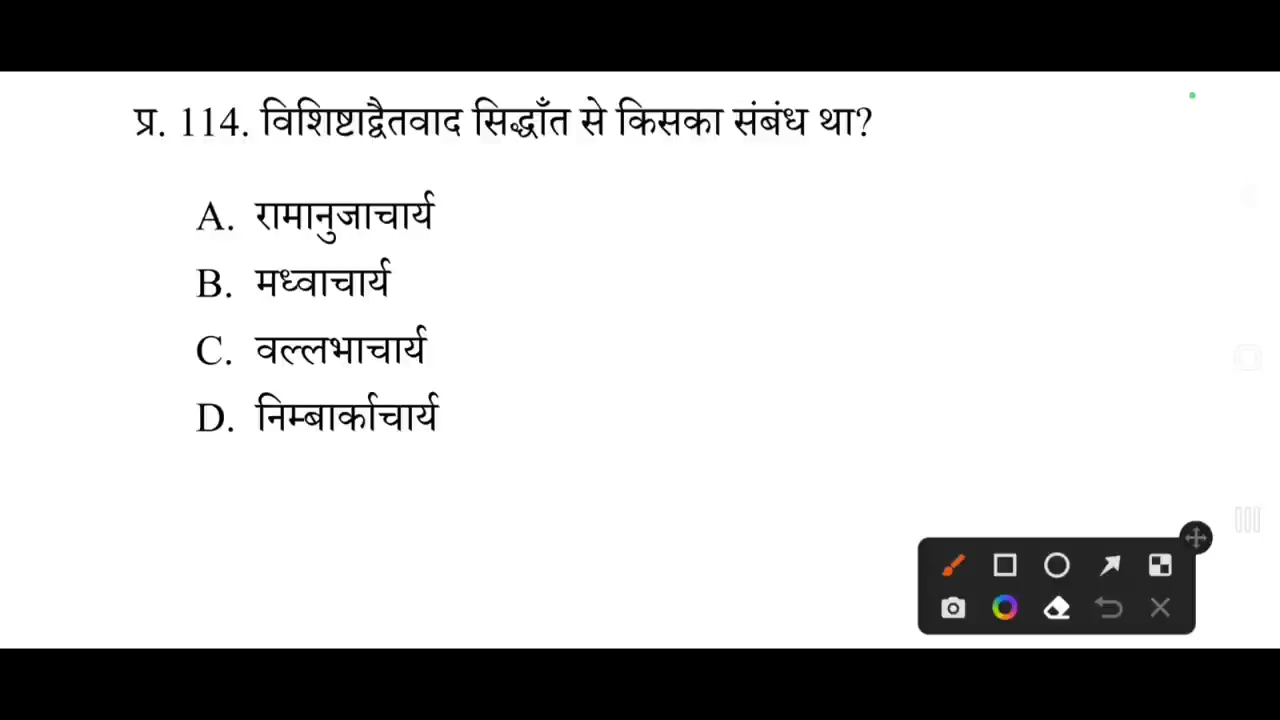 प्र. 114. विशिष्टाद्वैतवाद सिद्धाँत से किसका संबंध था?
A. रामानुजाचार्य
B. मध्वाचार्य
C. वल्लभाचार्य
D. निम्बार्काचार्य